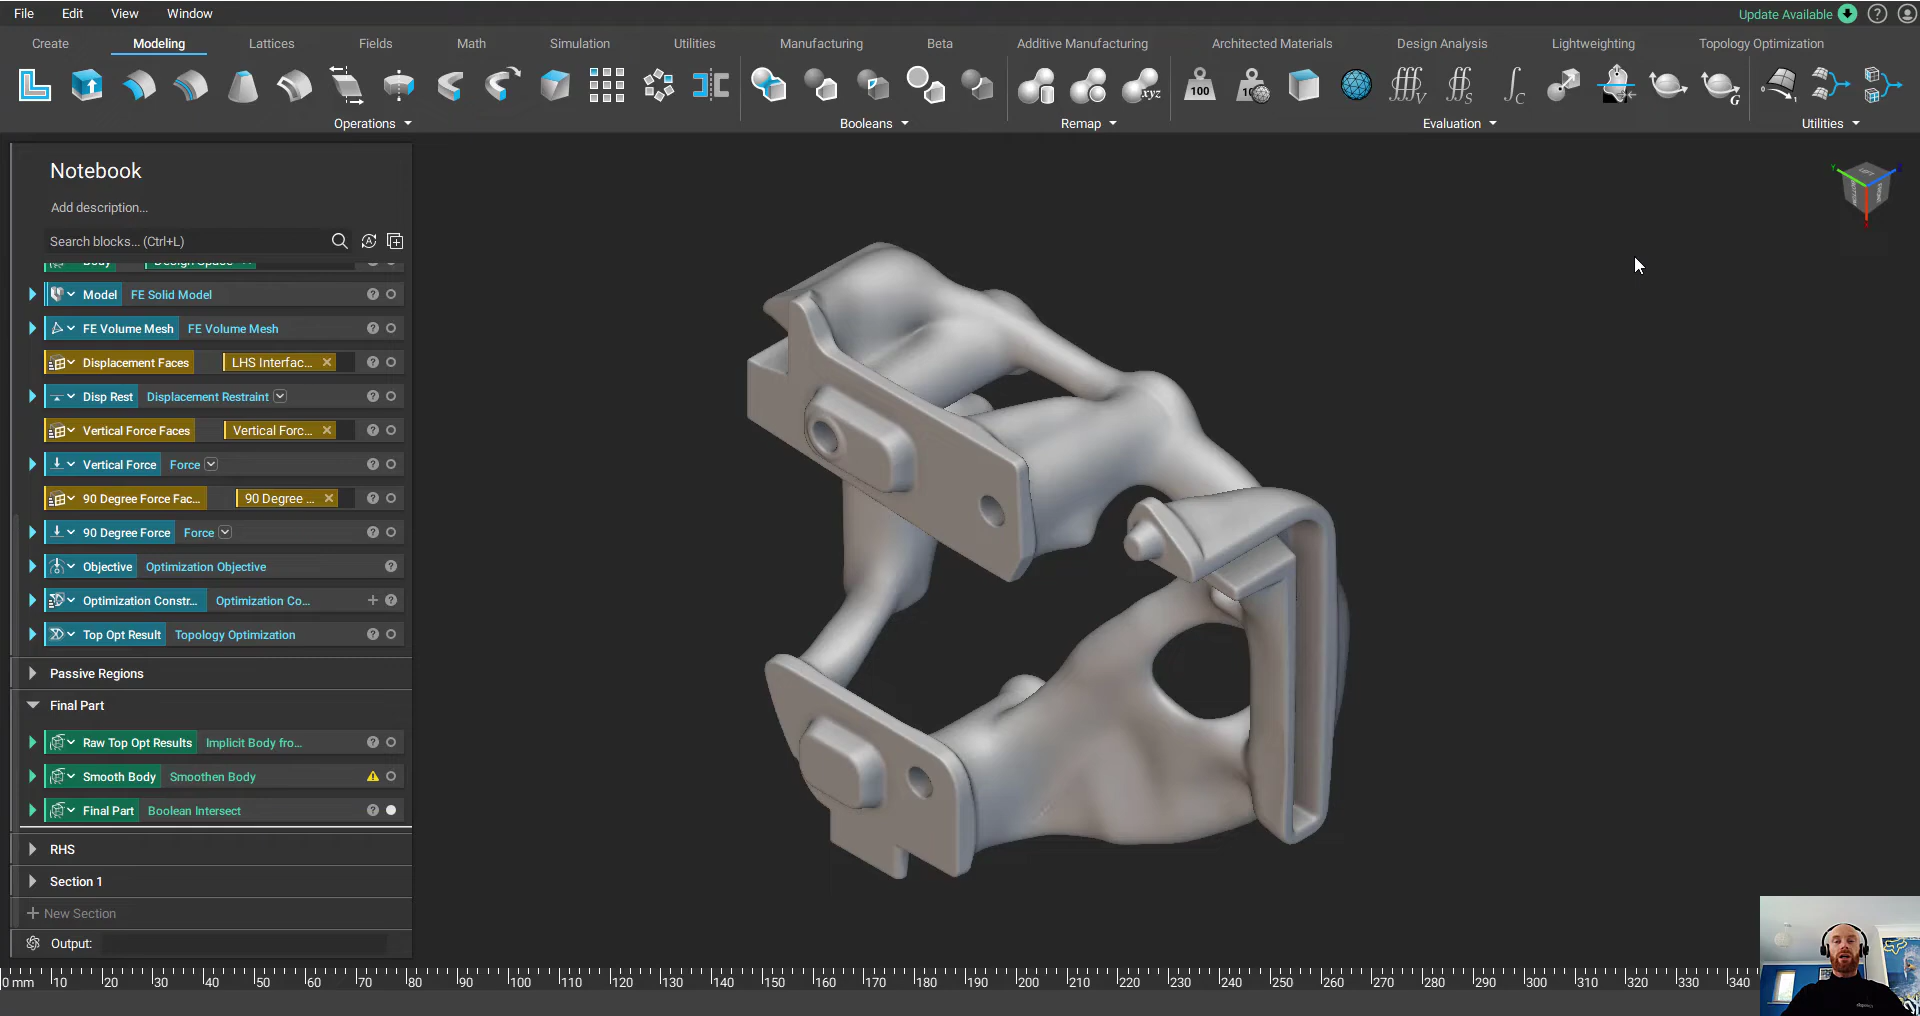 File Edit View Window Update Available
Create Modeling Lattices Fields Math Simulation Utilities Manufacturing Beta Additive Manufacturing Architected Materials Design Analysis Lightweighting Topology Optimization
100
xyz
V
S
C
G
Operations Booleans Remap Evaluation Utilities
Notebook
Add description...
Search blocks... (Ctrl+L)
Body Design Space
Model FE Solid Model
FE Volume Mesh FE Volume Mesh
Displacement Faces LHS Interfac...
Disp Rest Displacement Restraint
Vertical Force Faces Vertical Forc...
Vertical Force Force
90 Degree Force Fac... 90 Degree ...
90 Degree Force Force
Objective Optimization Objective
Optimization Constr... Optimization Co...
Top Opt Result Topology Optimization
Passive Regions
Final Part
Raw Top Opt Results Implicit Body fro...
Smooth Body Smoothen Body
Final Part Boolean Intersect
RHS
Section 1
+ New Section
Output:
LEFT
0 mm 10 20 30 40 50 60 70 80 90 100 110 120 130 140 150 160 170 180 190 200 210 220 230 240 250 260 270 280 290 300 310 320 330 340